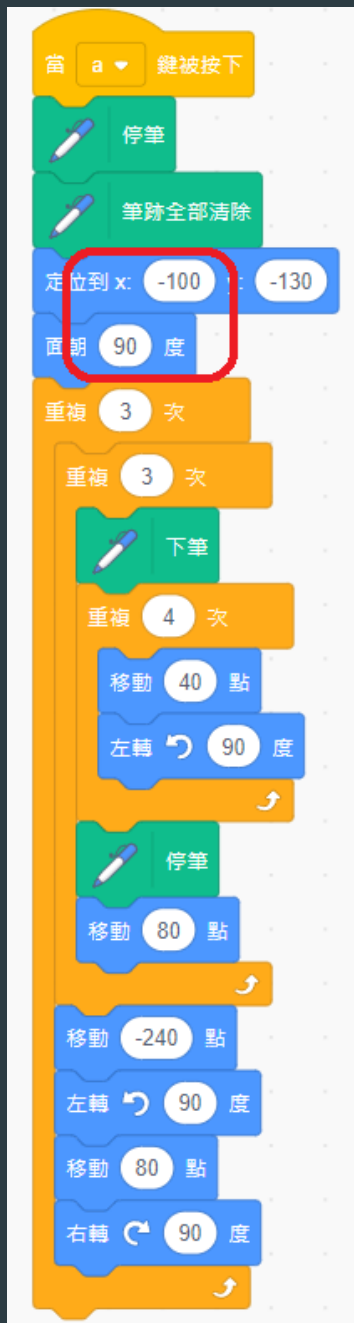 當 a 鍵被按下
停筆
筆跡全部清除
定位到 x: -100 y: -130
面朝 90 度
重複 3 次
重複 3 次
下筆
重複 4 次
移動 40 點
左轉 90 度
停筆
移動 80 點
移動 -240 點
左轉 90 度
移動 80 點
右轉 90 度